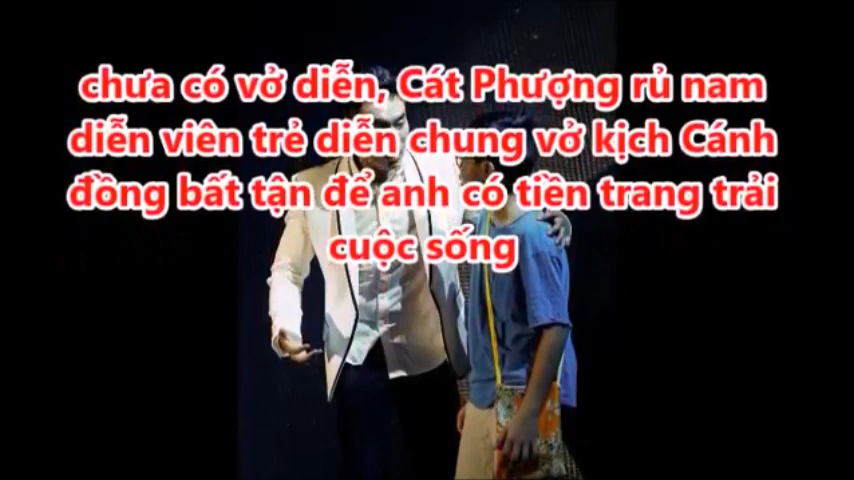 chưa có vở diễn, Cát Phượng rủ nam
diễn viên trẻ diễn chung vở kịch Cánh
đồng bất tận để anh có tiền trang trải
cuộc sống